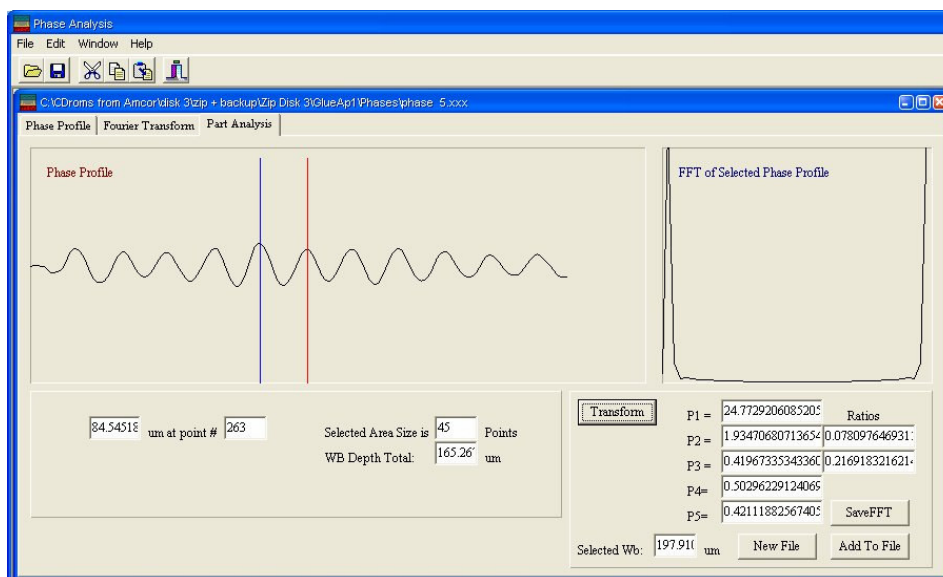 Phase Analysis
File Edit Window Help
C:\CDroms from Amcor\disk 3\zip + backup\Zip Disk 3\GlueAp1\Phases\phase 5.xxx
Phase Profile Fourier Transform Part Analysis
Phase Profile
FFT of Selected Phase Profile
84.54518 um at point # 263
Selected Area Size is 45 Points
WB Depth Total: 165.26 um
Transform
P1 = 24.7729206085205 Ratios
P2 = 1.93470680713654 0.078097646931
P3 = 0.41967335343360 0.216918321621
P4= 0.50296229124069
P5= 0.42111882567405 SaveFFT
Selected Wb: 197.91 um New File Add To File